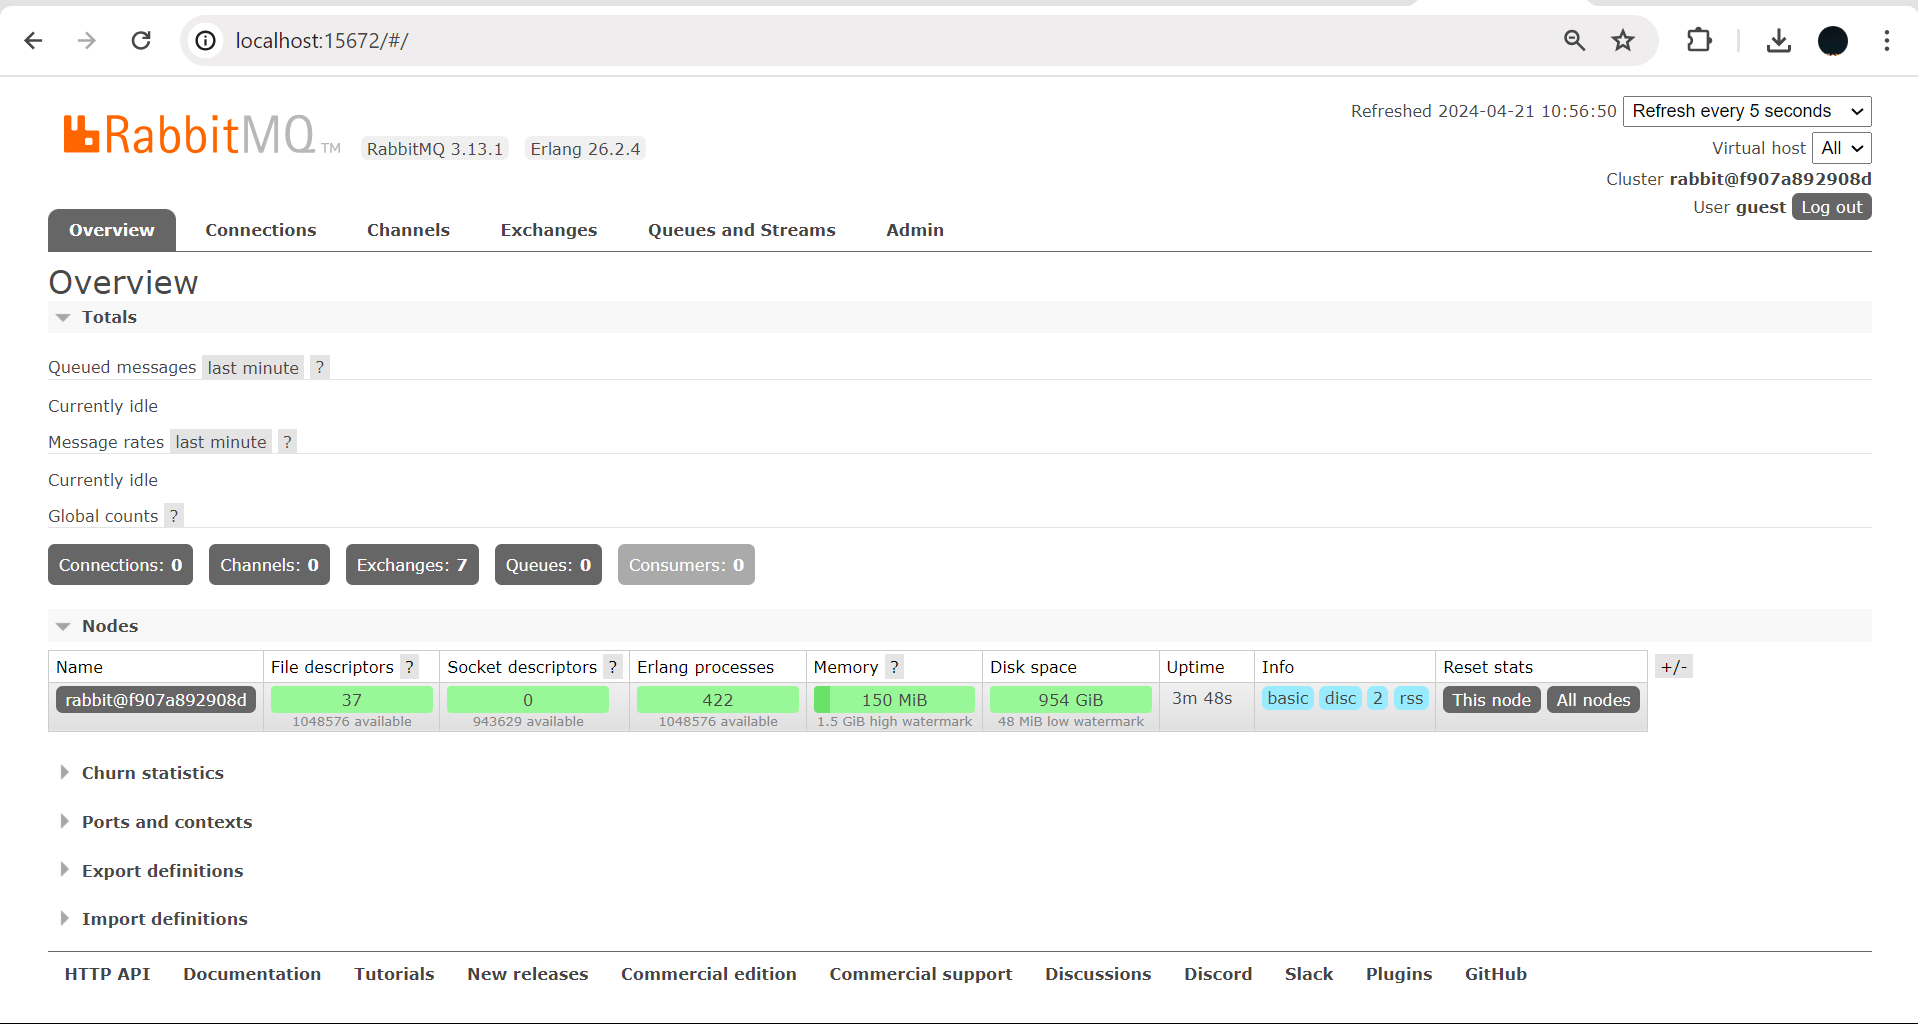 localhost:15672/#/
Refreshed 2024-04-21 10:56:50 Refresh every 5 seconds
RabbitMQ TM RabbitMQ 3.13.1 Erlang 26.2.4
Virtual host All
Cluster rabbit@f907a892908d
User guest Log out
Overview Connections Channels Exchanges Queues and Streams Admin
Overview
Totals
Queued messages last minute ?
Currently idle
Message rates last minute ?
Currently idle
Global counts ?
Connections: 0 Channels: 0 Exchanges: 7 Queues: 0 Consumers: 0
Nodes
Name File descriptors ? Socket descriptors ? Erlang processes Memory ? Disk space Uptime Info Reset stats +/-
rabbit@f907a892908d 37 0 422 150 MiB 954 GiB 3m 48s basic disc 2 rss This node All nodes
1048576 available 943629 available 1048576 available 1.5 GiB high watermark 48 MiB low watermark
Churn statistics
Ports and contexts
Export definitions
Import definitions
HTTP API Documentation Tutorials New releases Commercial edition Commercial support Discussions Discord Slack Plugins GitHub